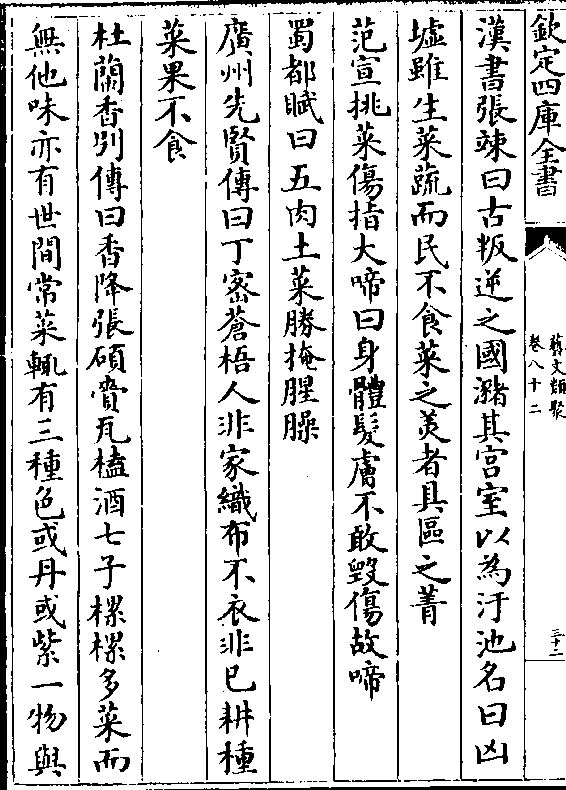 欽定四庫全書
藝文類聚
卷八十二
三十二
漢書張竦曰古叛逆之國瀦其宫室以為汙池名曰凶
墟雖生菜蔬而民不食菜之羙者具區之菁
范宣挑菜傷指大啼曰身體髮膚不敢毀傷故啼
蜀都賦曰五肉土菜勝掩腥臊
廣州先賢傳曰丁宻蒼梧人非家織布不衣非已耕種
菜果不食
杜蘭香别傳曰香降張碩賫瓦榼酒七子樏樏多菜而
無他味亦有世間常菜輒有三種色或丹或紫一物與